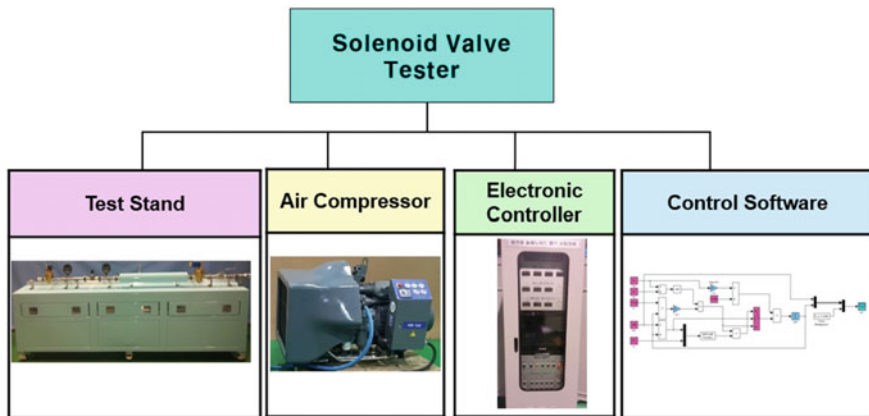 Solenoid Valve
Tester
Test Stand
Air Compressor
Electronic
Controller
Control Software